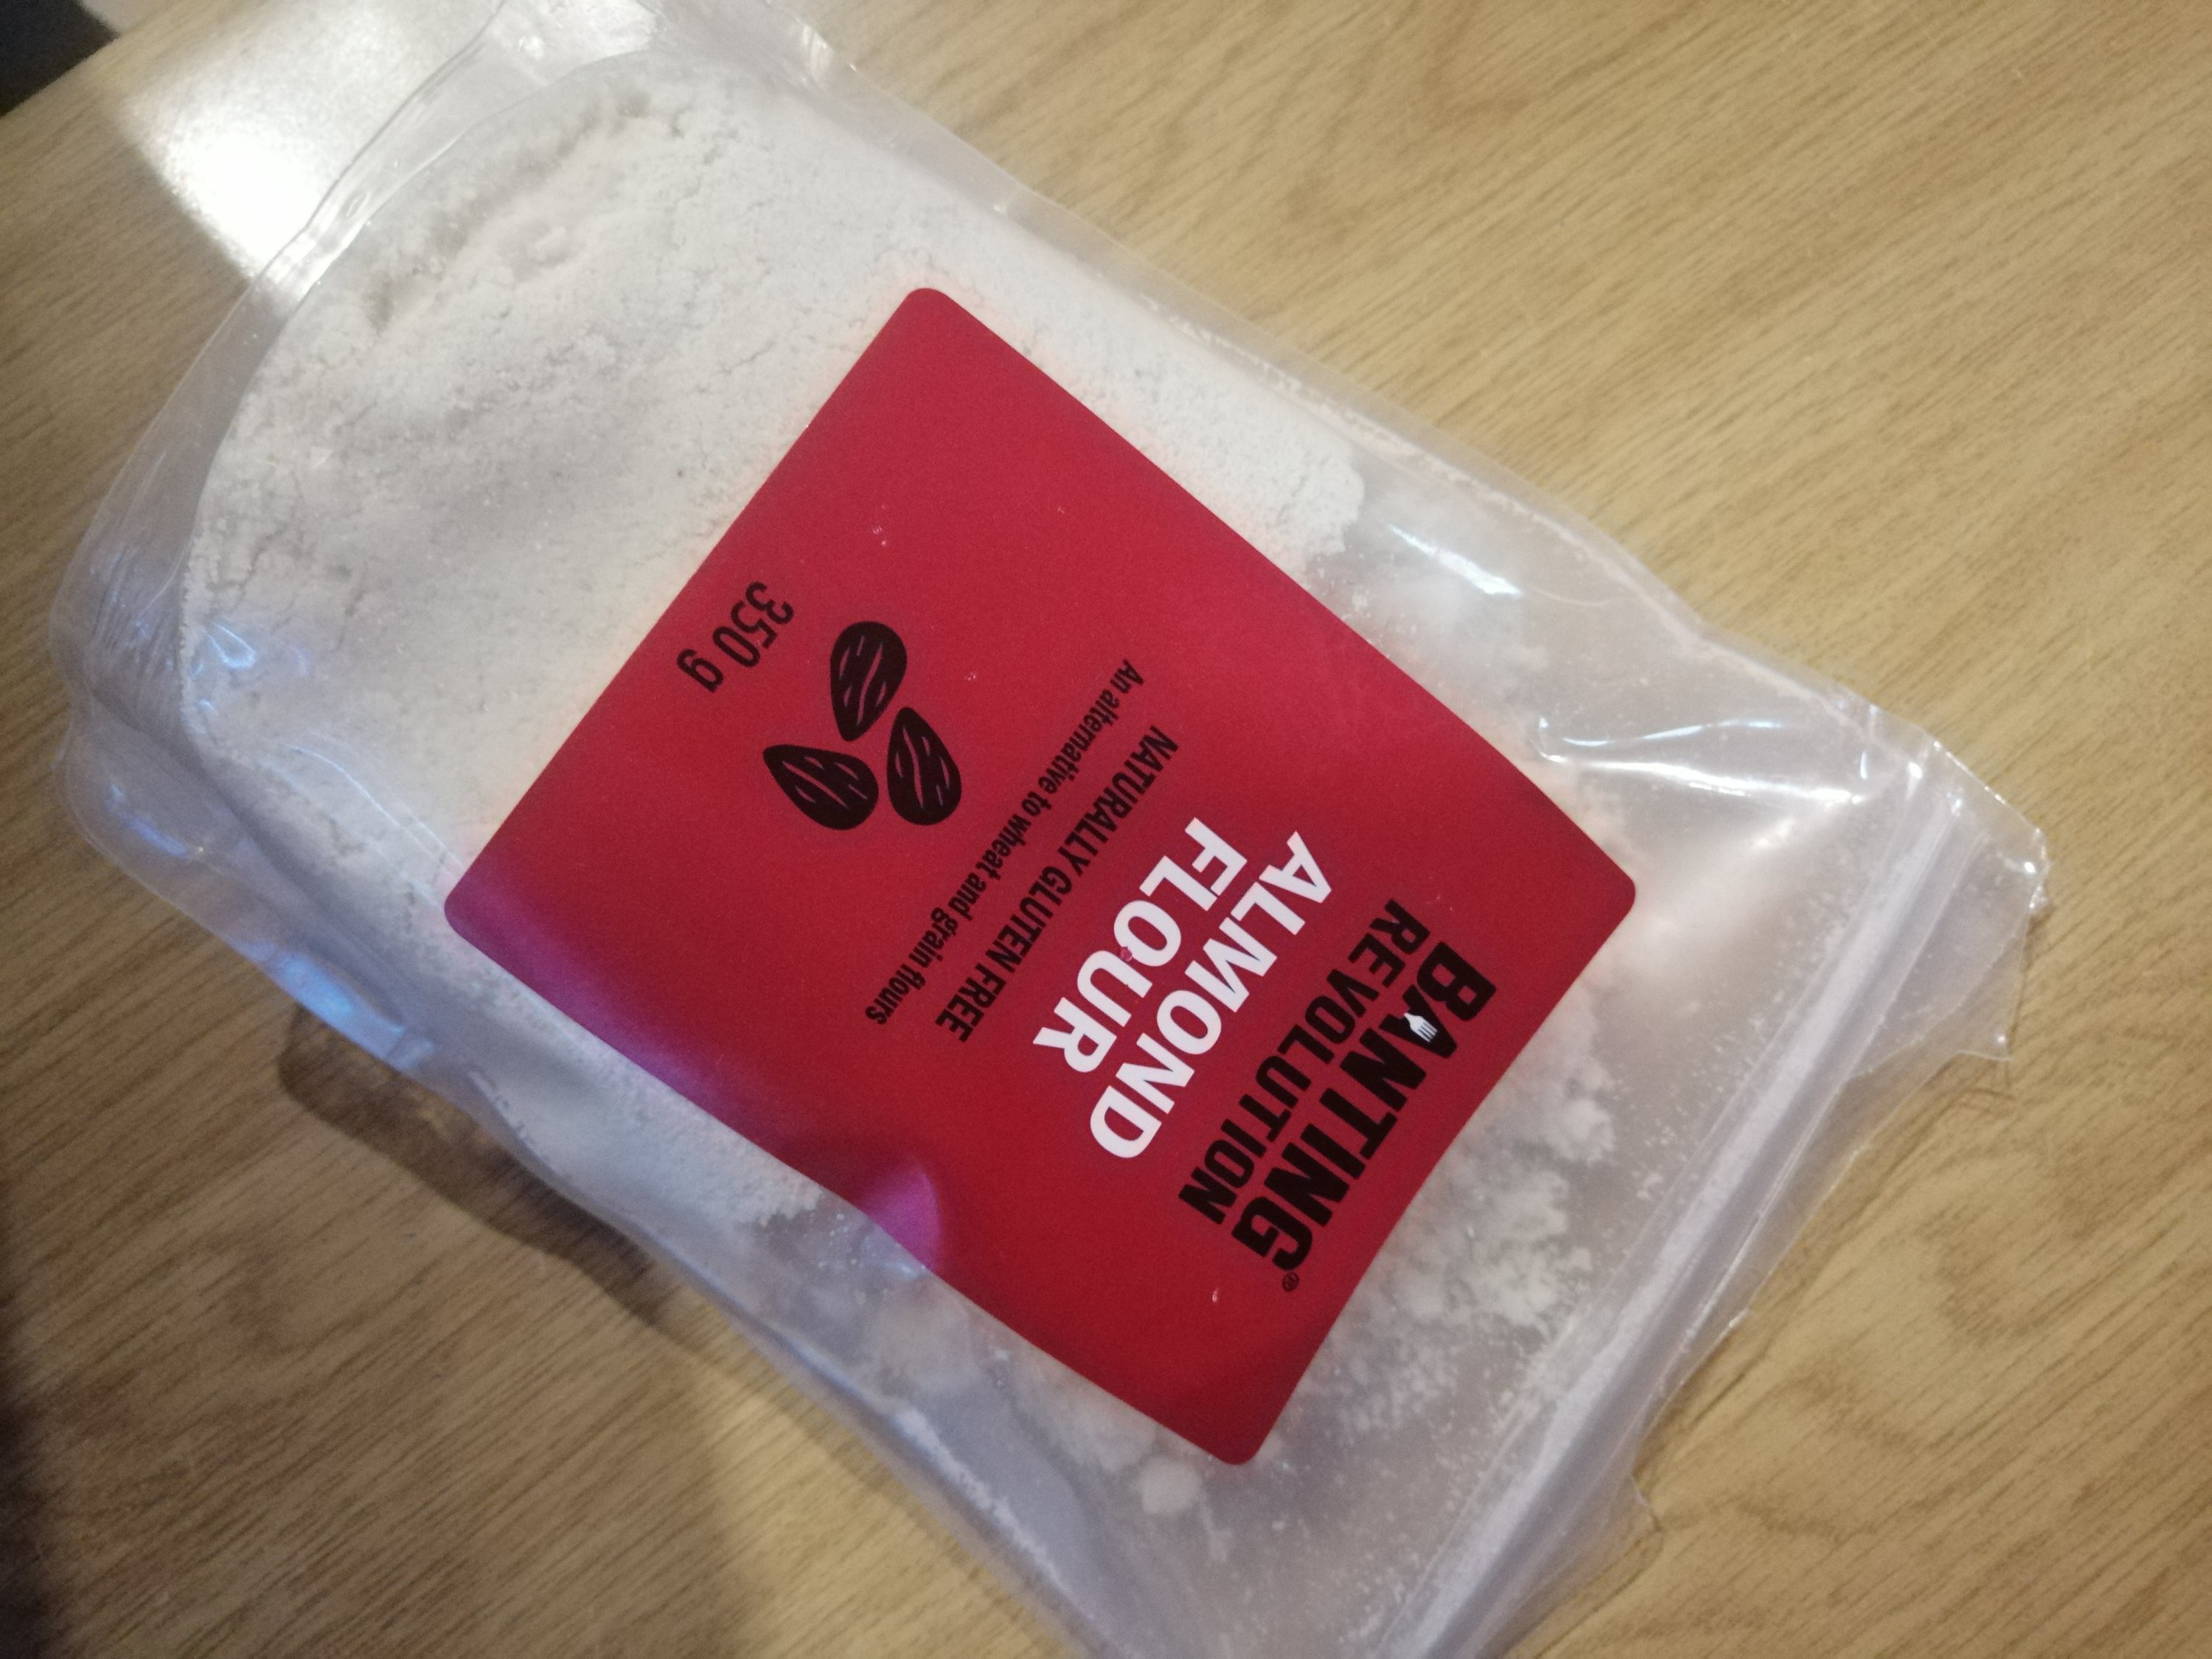 BANTING®
REVOLUTION
ALMOND
FLOUR
NATURALLY GLUTEN FREE
An alternative to wheat and grain flours
350 g